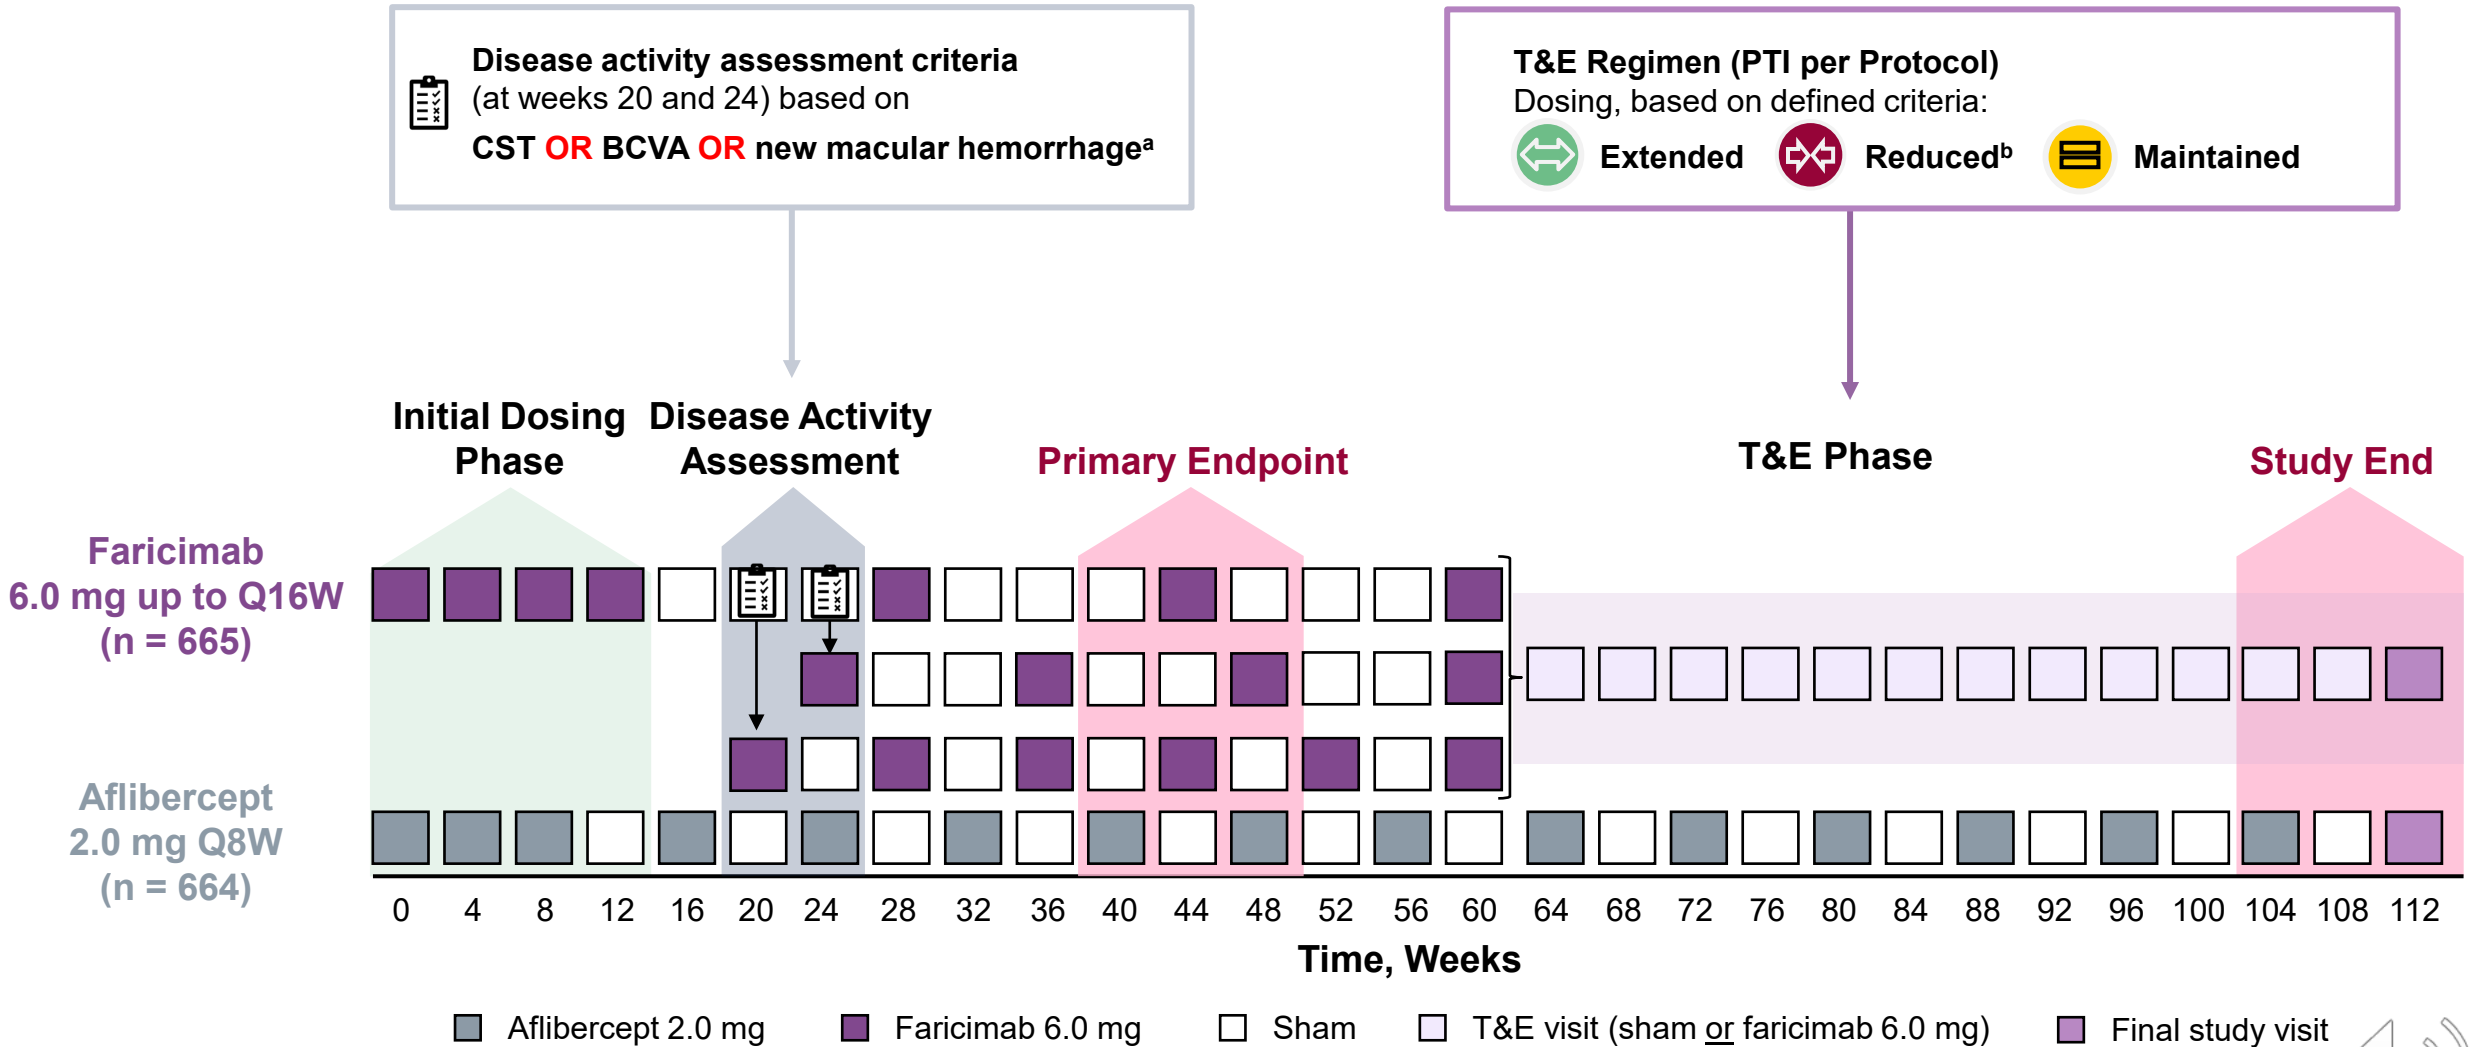 Disease activity assessment criteria
(at weeks 20 and 24) based on
CST OR BCVA OR new macular hemorrhageᵃ
T&E Regimen (PTI per Protocol)
Dosing, based on defined criteria:
Extended Reducedᵇ Maintained
Initial Dosing
Phase
Disease Activity
Assessment
Primary Endpoint
T&E Phase
Study End
Faricimab
6.0 mg up to Q16W
(n = 665)
Aflibercept
2.0 mg Q8W
(n = 664)
0 4 8 12 16 20 24 28 32 36 40 44 48 52 56 60 64 68 72 76 80 84 88 92 96 100 104 108 112
Time, Weeks
Aflibercept 2.0 mg Faricimab 6.0 mg Sham T&E visit (sham or faricimab 6.0 mg) Final study visit